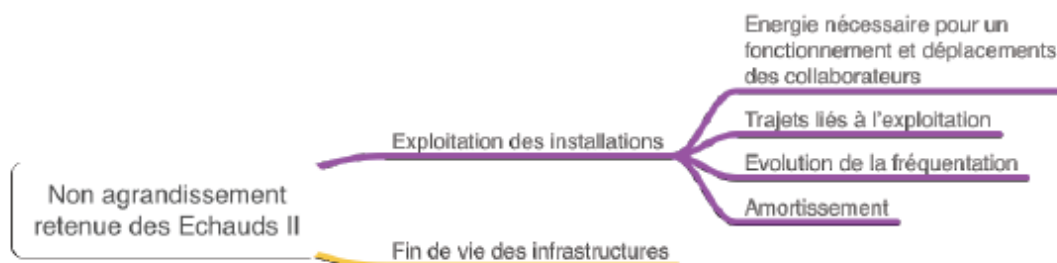 Energie nécessaire pour un
fonctionnement et déplacements
des collaborateurs
Trajets liés à l'exploitation
Exploitation des installations
Evolution de la fréquentation
Non agrandissement
retenue des Echauds II
Amortissement
Fin de vie des infrastructures